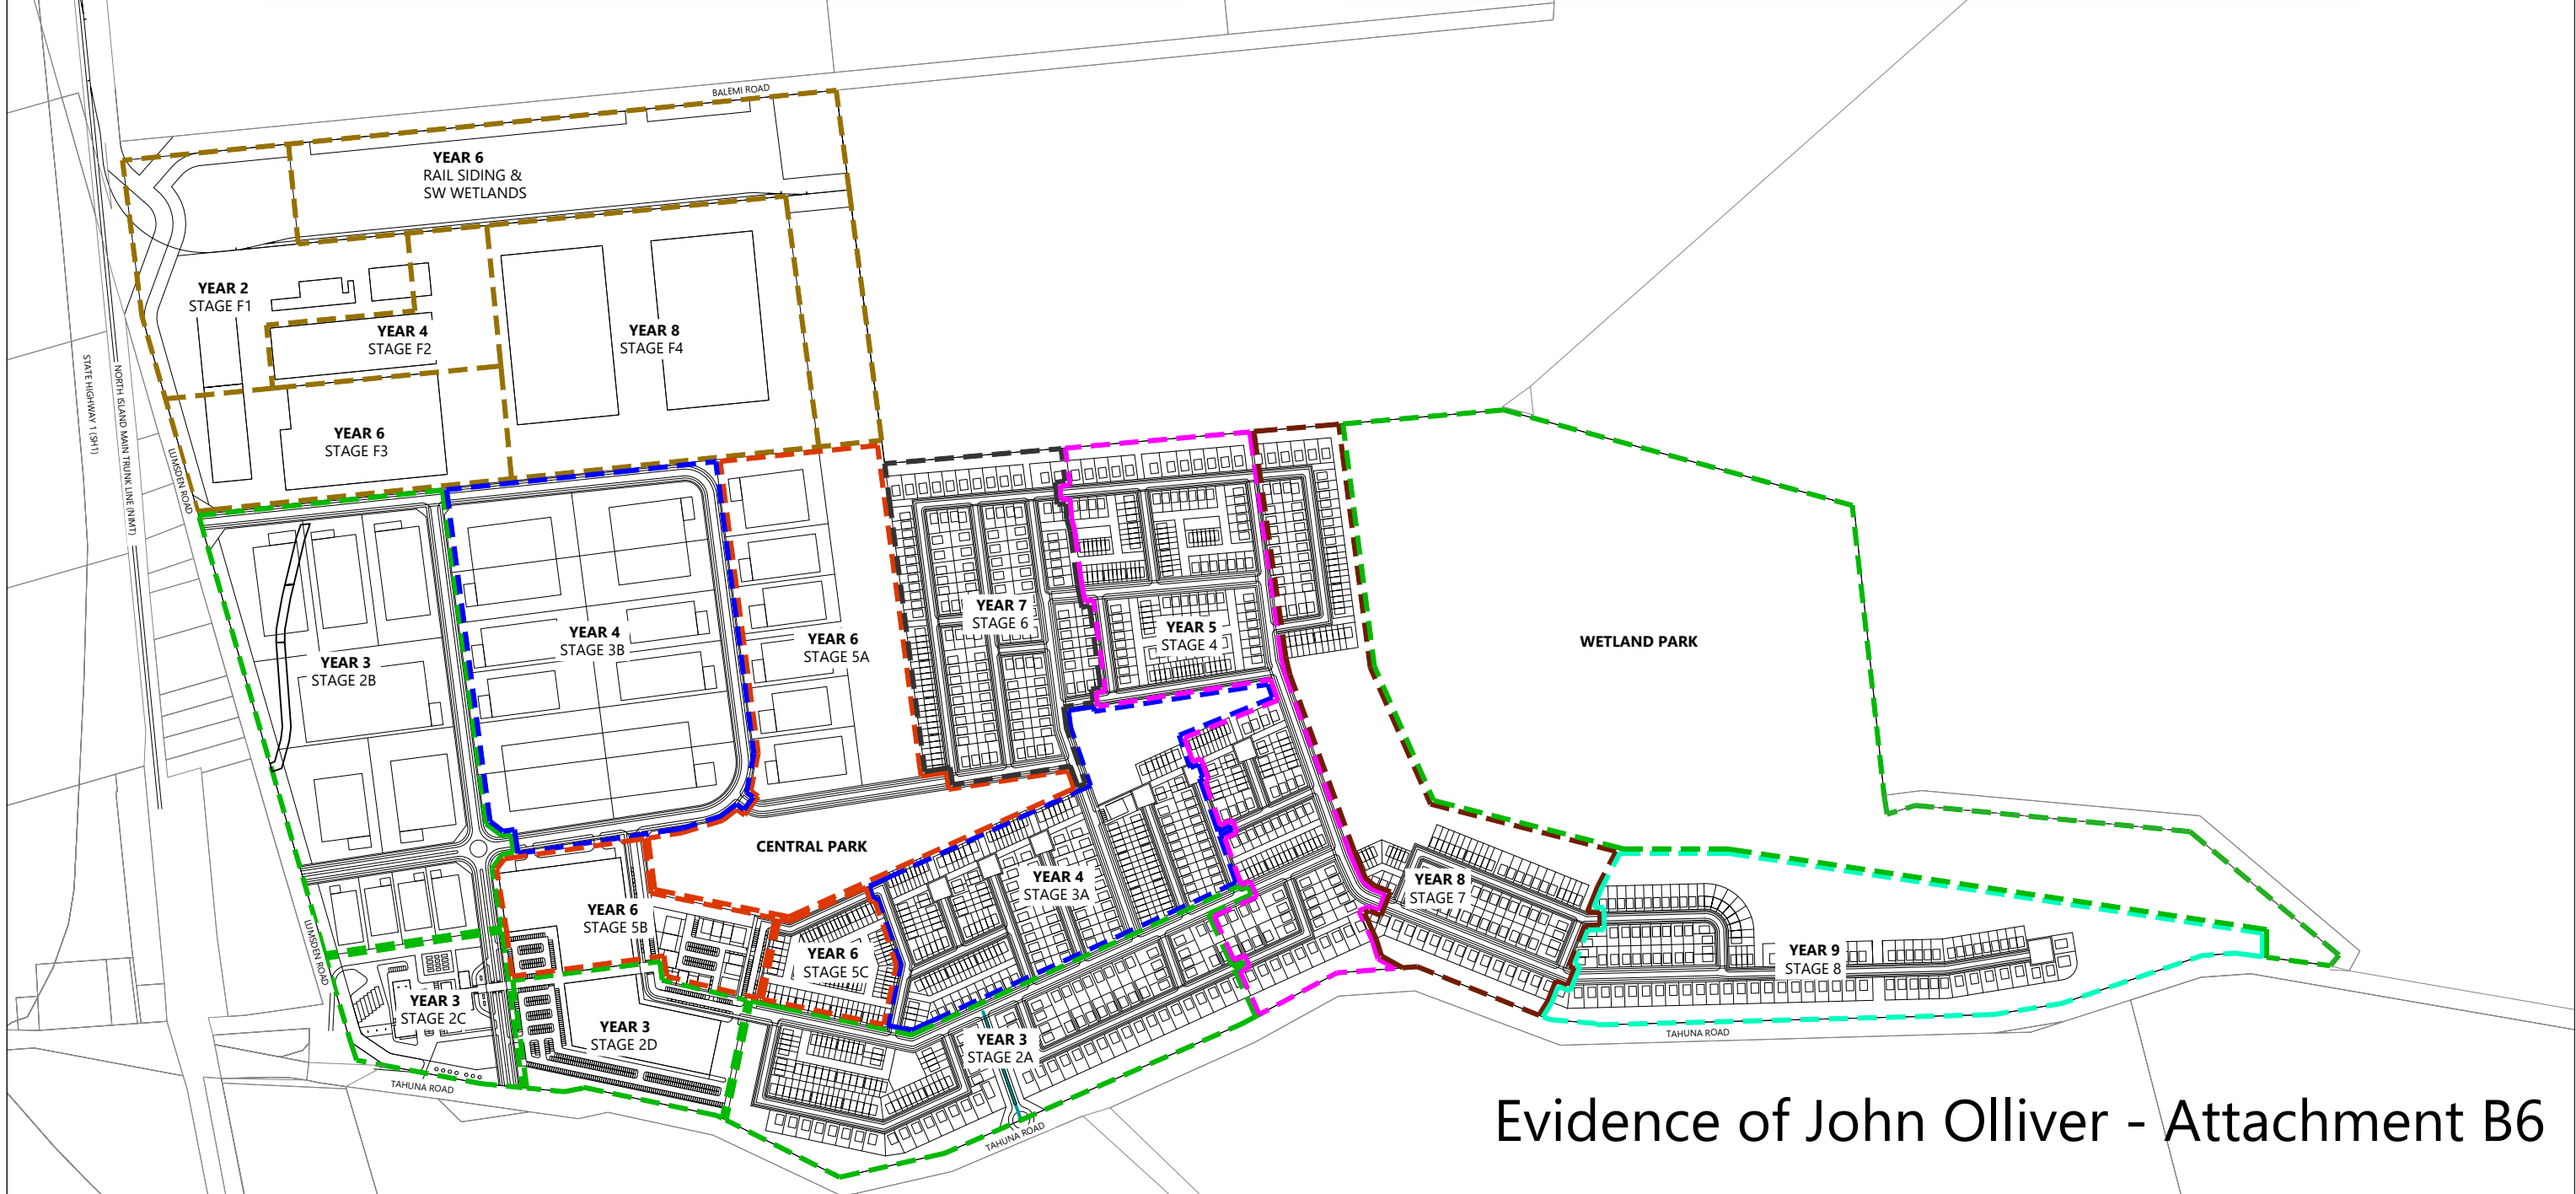 BALEMI ROAD
YEAR 6
RAIL SIDING &
SW WETLANDS
YEAR 2
STAGE F1
YEAR 4
STAGE F2
YEAR 8
STAGE F4
YEAR 6
STAGE F3
STATE HIGHWAY 1 (SH1)
NORTH ISLAND MAIN TRUNK LINE (NIMT)
LUMSDEN ROAD
YEAR 3
STAGE 2B
YEAR 4
STAGE 3B
YEAR 6
STAGE 5A
YEAR 7
STAGE 6
YEAR 5
STAGE 4
WETLAND PARK
CENTRAL PARK
YEAR 4
STAGE 3A
YEAR 8
STAGE 7
YEAR 6
STAGE 5B
YEAR 6
STAGE 5C
YEAR 9
STAGE 8
LUMSDEN ROAD
YEAR 3
STAGE 2C
YEAR 3
STAGE 2D
YEAR 3
STAGE 2A
TAHUNA ROAD
TAHUNA ROAD
TAHUNA ROAD
Evidence of John Olliver - Attachment B6